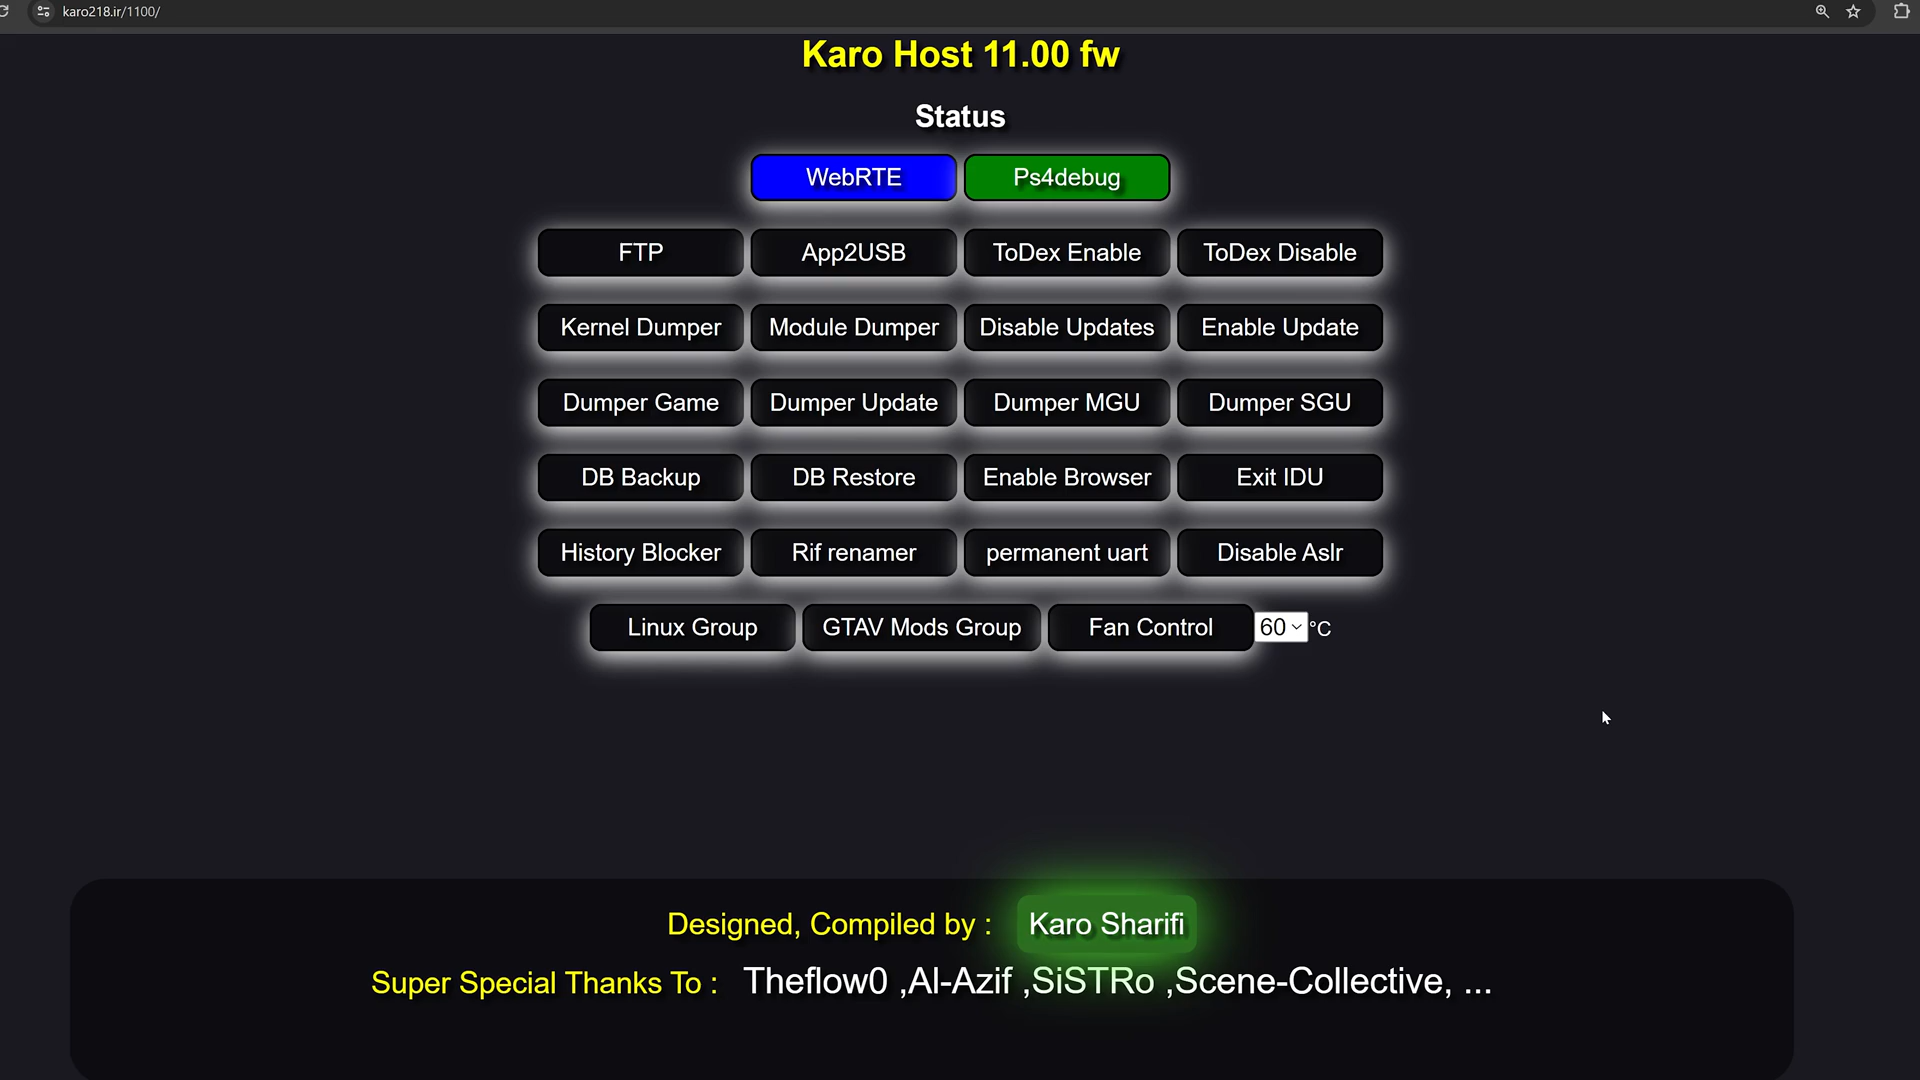 karo218.ir/1100/
Karo Host 11.00 fw
Status
WebRTE Ps4debug
FTP App2USB ToDex Enable ToDex Disable
Kernel Dumper Module Dumper Disable Updates Enable Update
Dumper Game Dumper Update Dumper MGU Dumper SGU
DB Backup DB Restore Enable Browser Exit IDU
History Blocker Rif renamer permanent uart Disable Aslr
Linux Group GTAV Mods Group Fan Control 60 °C
Designed, Compiled by : Karo Sharifi
Super Special Thanks To : Theflow0 ,Al-Azif ,SiSTRo ,Scene-Collective, ...